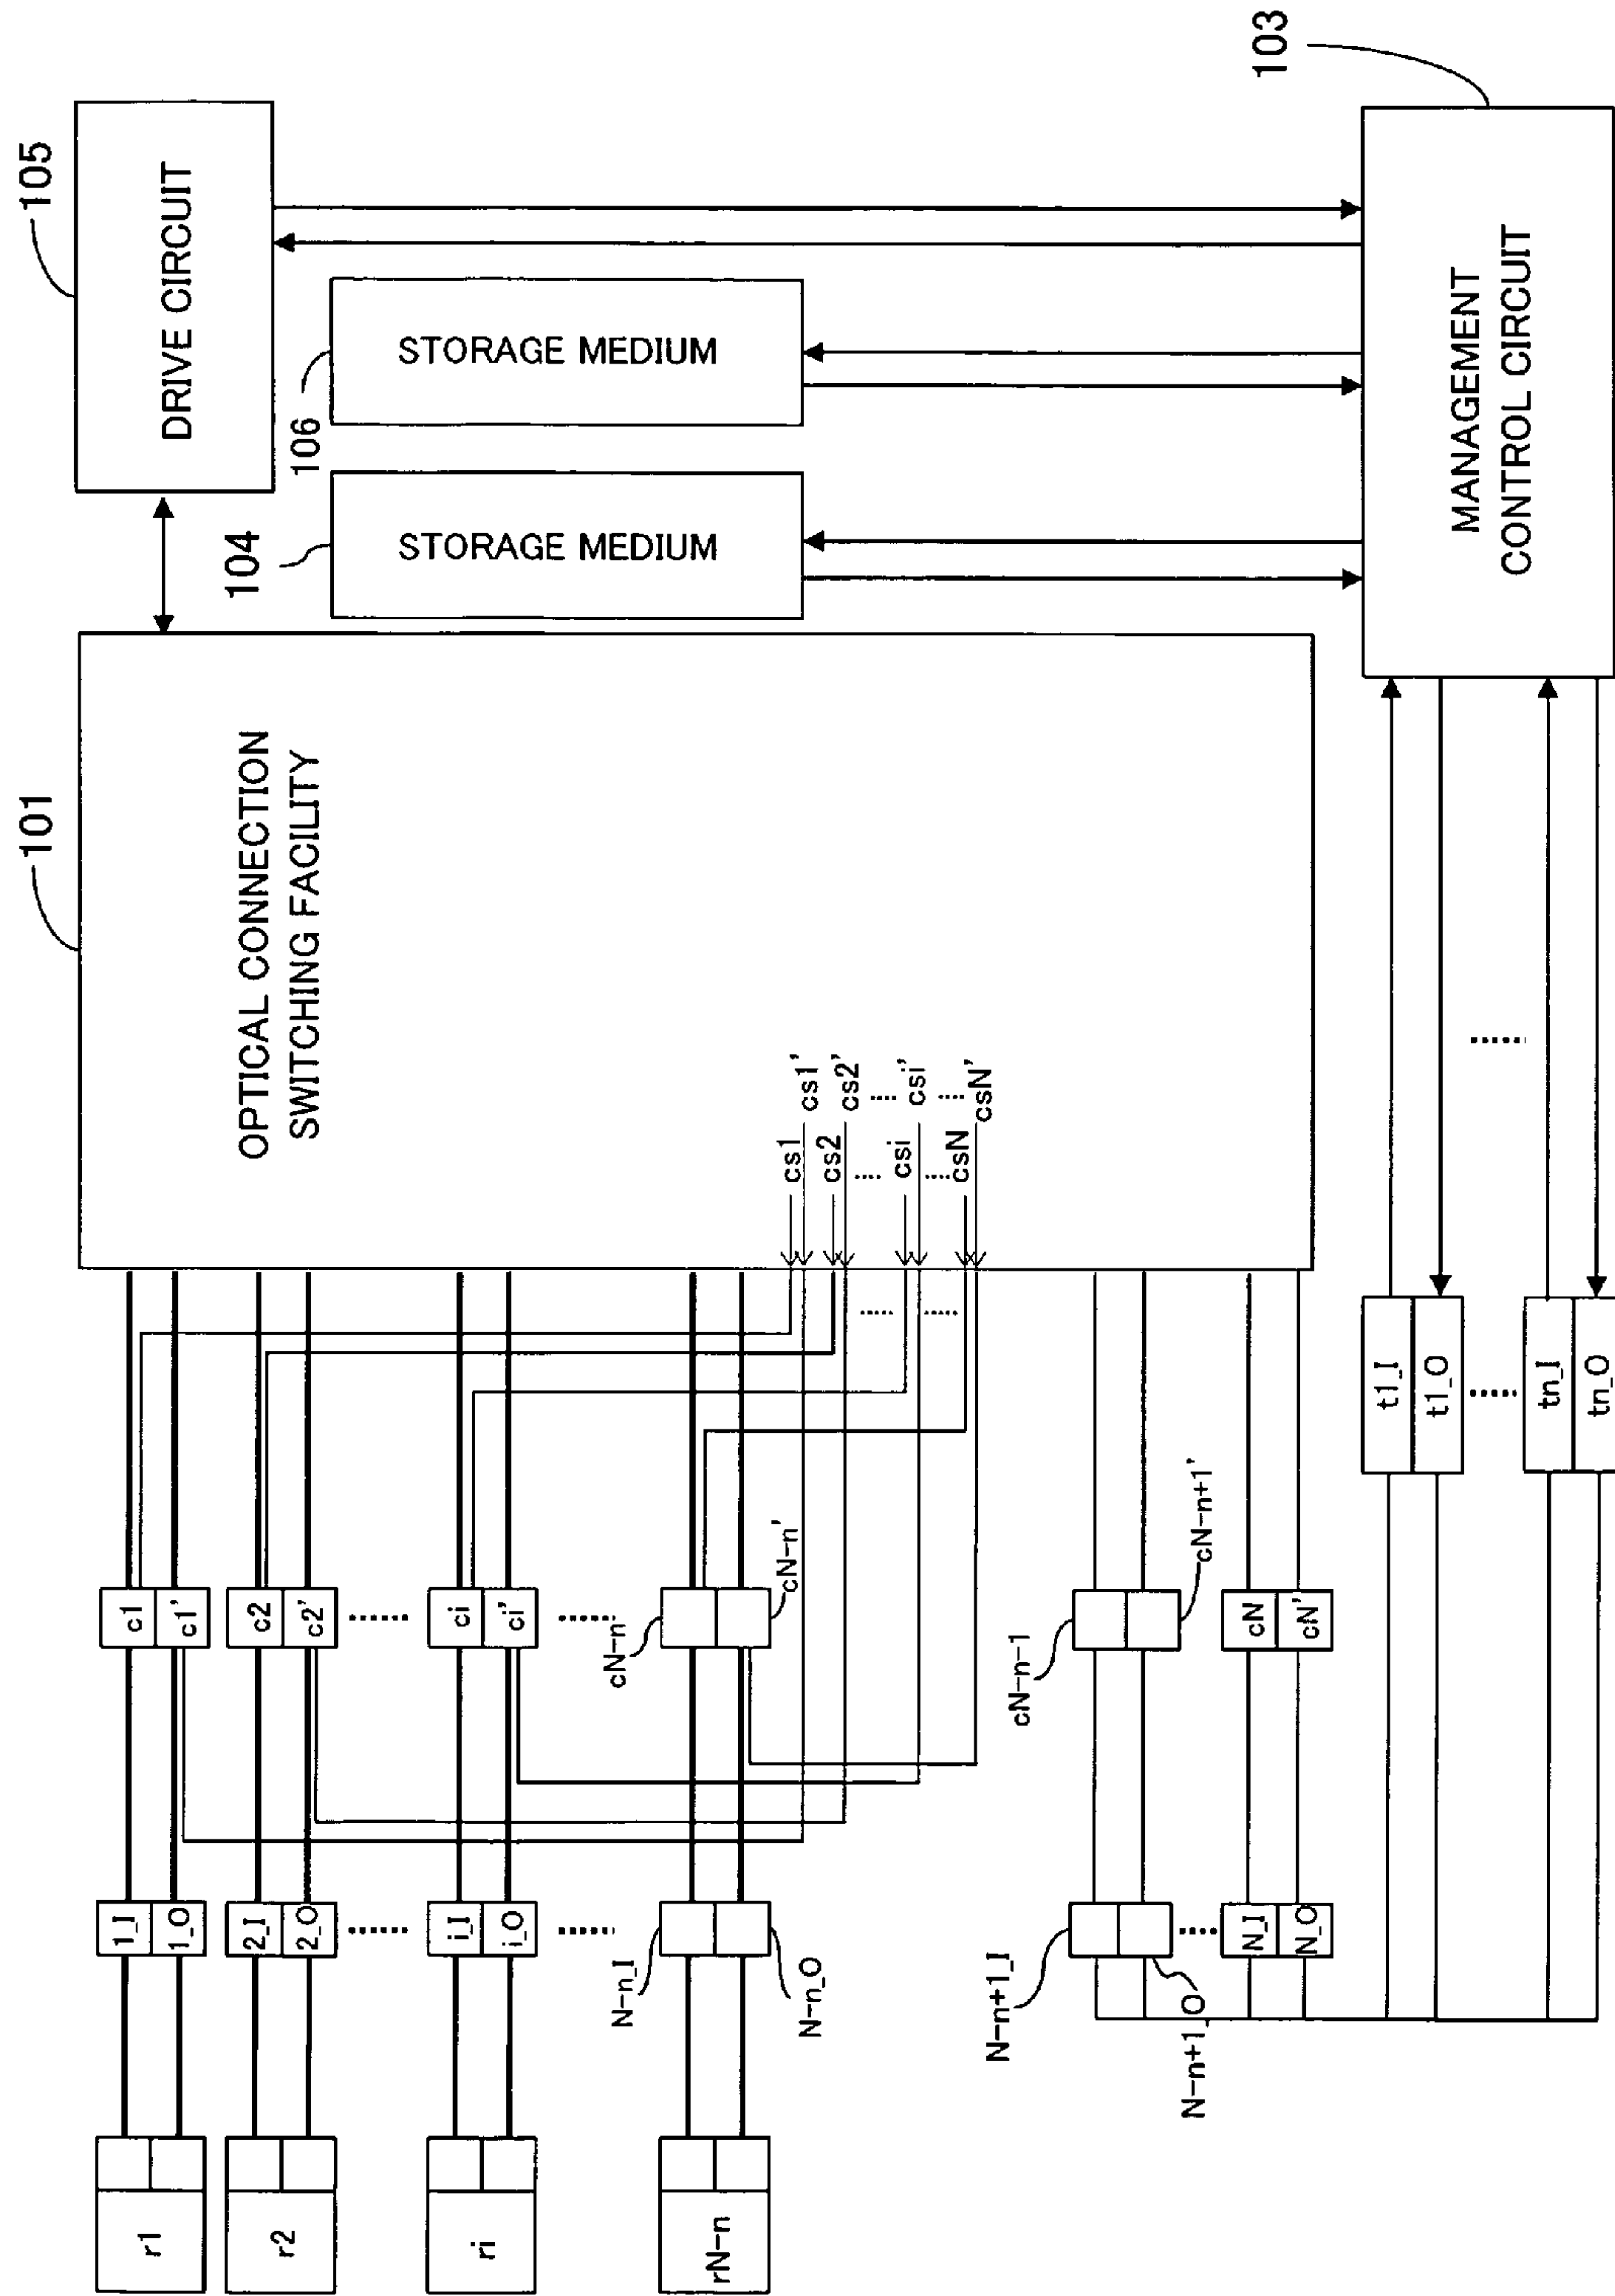 101
105
OPTICAL CONNECTION
SWITCHING FACILITY
DRIVE CIRCUIT
104
STORAGE MEDIUM
106
STORAGE MEDIUM
103
MANAGEMENT
CONTROL CIRCUIT
r1
1_I
1_O
c1
c1'
r2
2_I
2_O
c2
c2'
ri
i_I
i_O
ci
ci'
rN-n
N-n_I
N-n_O
cN-n
cN-n'
cs1
cs1'
cs2
cs2'
csi
csi'
csN
csN'
N-n+1_I
N-n+1_O
cN-n-1
cN-n+1'
N_I
N_O
cN
cN'
t1_I
t1_O
tn_I
tn_O